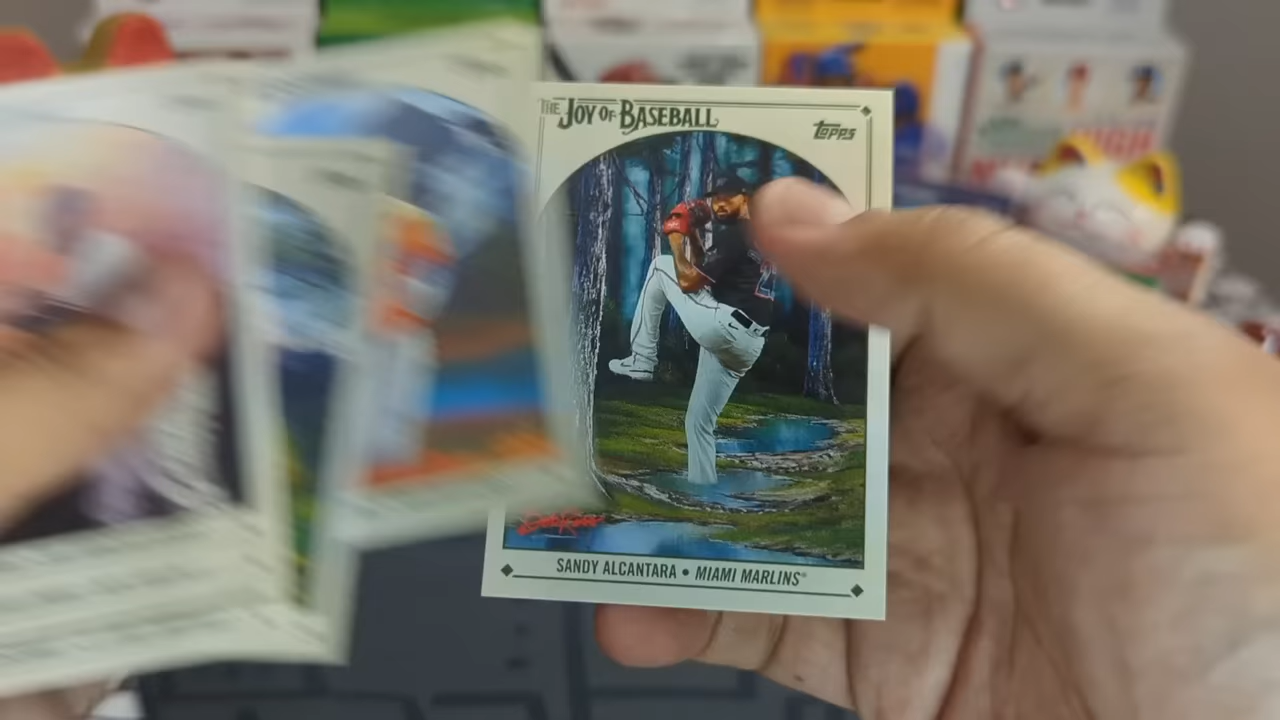 THE JOY OF BASEBALL
TOPPS
SANDY ALCANTARA • MIAMI MARLINS